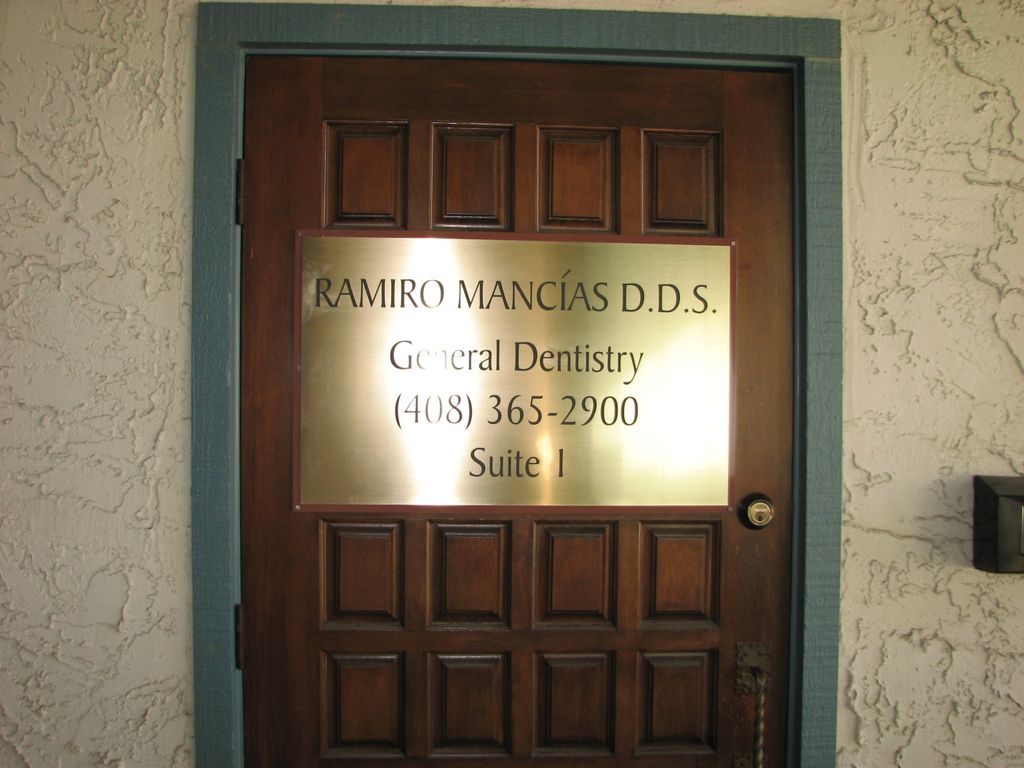 RAMIRO MANCÍAS D.D.S.
General Dentistry
(408) 365-2900
Suite 1